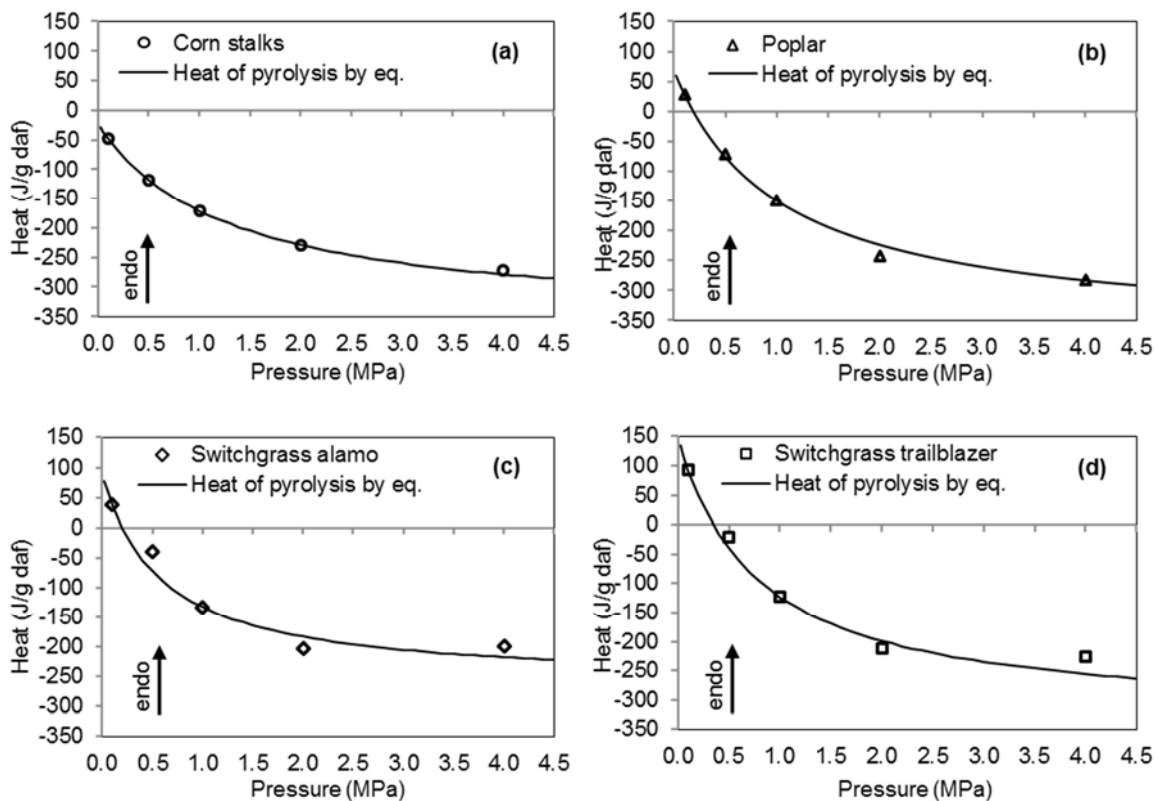 Corn stalks
Heat of pyrolysis by eq.
(a)
150
100
50
0
-50
-100
-150
-200
-250
-300
-350
Heat (J/g daf)
endo
0.0 0.5 1.0 1.5 2.0 2.5 3.0 3.5 4.0 4.5
Pressure (MPa)
Poplar
Heat of pyrolysis by eq.
(b)
150
100
50
0
-50
-100
-150
-200
-250
-300
-350
Heat (J/g daf)
endo
0.0 0.5 1.0 1.5 2.0 2.5 3.0 3.5 4.0 4.5
Pressure (MPa)
Switchgrass alamo
Heat of pyrolysis by eq.
(c)
150
100
50
0
-50
-100
-150
-200
-250
-300
-350
Heat (J/g daf)
endo
0.0 0.5 1.0 1.5 2.0 2.5 3.0 3.5 4.0 4.5
Pressure (MPa)
Switchgrass trailblazer
Heat of pyrolysis by eq.
(d)
150
100
50
0
-50
-100
-150
-200
-250
-300
-350
Heat (J/g daf)
endo
0.0 0.5 1.0 1.5 2.0 2.5 3.0 3.5 4.0 4.5
Pressure (MPa)